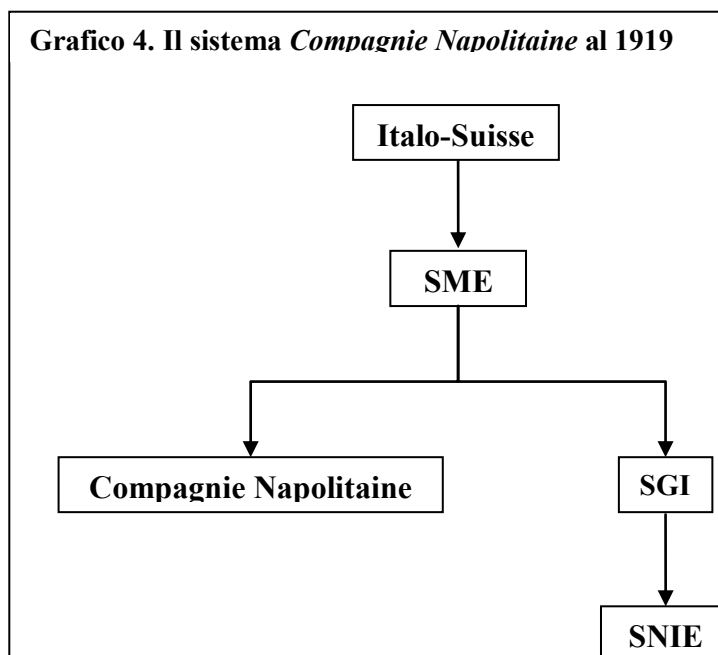 Grafico 4. Il sistema Compagnie Napolitaine al 1919
Italo-Suisse
SME
Compagnie Napolitaine
SGI
SNIE